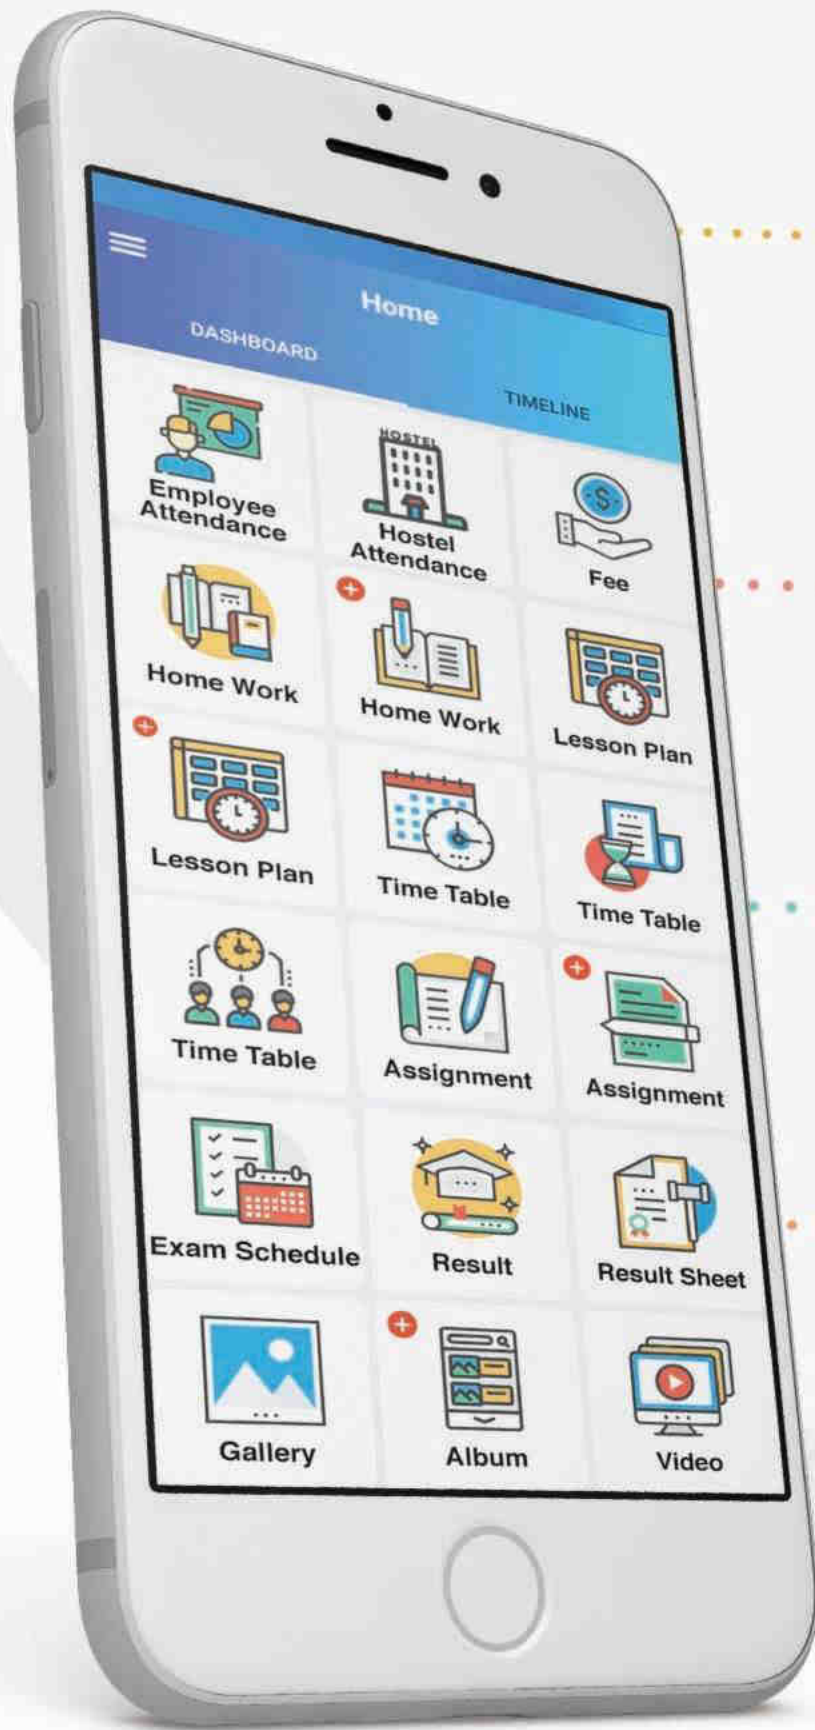 Home
DASHBOARD
TIMELINE
Employee
Attendance
HOSTEL
Hostel
Attendance
Fee
Home Work
Home Work
Lesson Plan
Lesson Plan
Time Table
Time Table
Time Table
Assignment
Assignment
Exam Schedule
Result
Result Sheet
Gallery
Album
Video